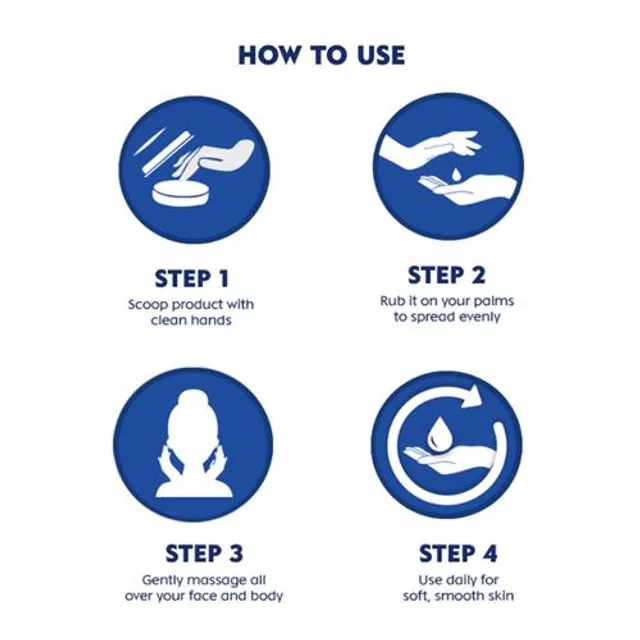 HOW TO USE
STEP 1
Scoop product with
clean hands
STEP 2
Rub it on your palms
to spread evenly
STEP 3
Gently massage all
over your face and body
STEP 4
Use daily for
soft, smooth skin